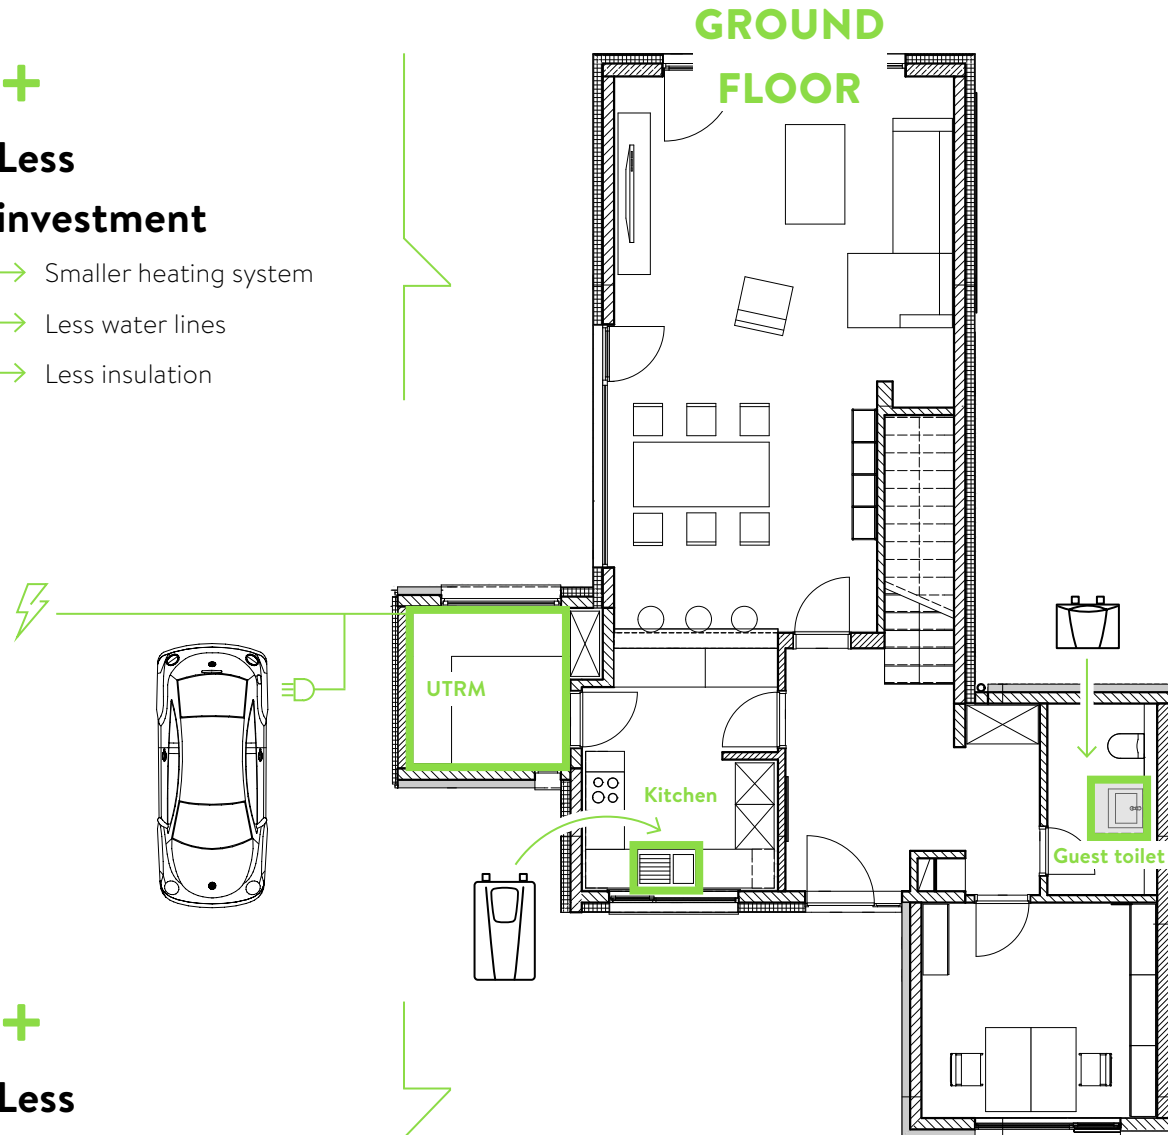 GROUND
FLOOR
+
Less
investment
→ Smaller heating system
→ Less water lines
→ Less insulation
UTRM
Kitchen
Guest toilet
+
Less